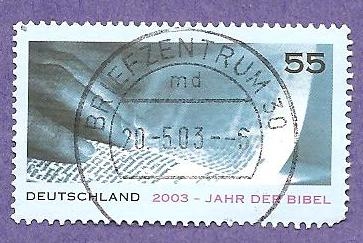 55
BRIEFZENTRUM 30
md
20-5.03--6
DEUTSCHLAND 2003 - JAHR DER BIBEL